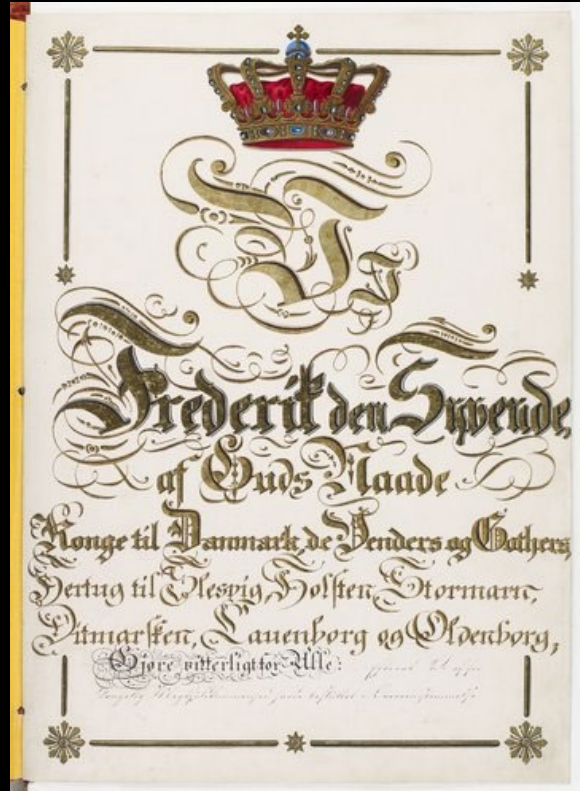 Frederik den Syvende,
af Guds Naade
Konge til Danmark, de Venders og Gothers,
Hertug til Slesvig, Holsten, Stormarn,
Ditmarsken, Lauenborg og Oldenborg,
Gjøre vitterligt for Alle: